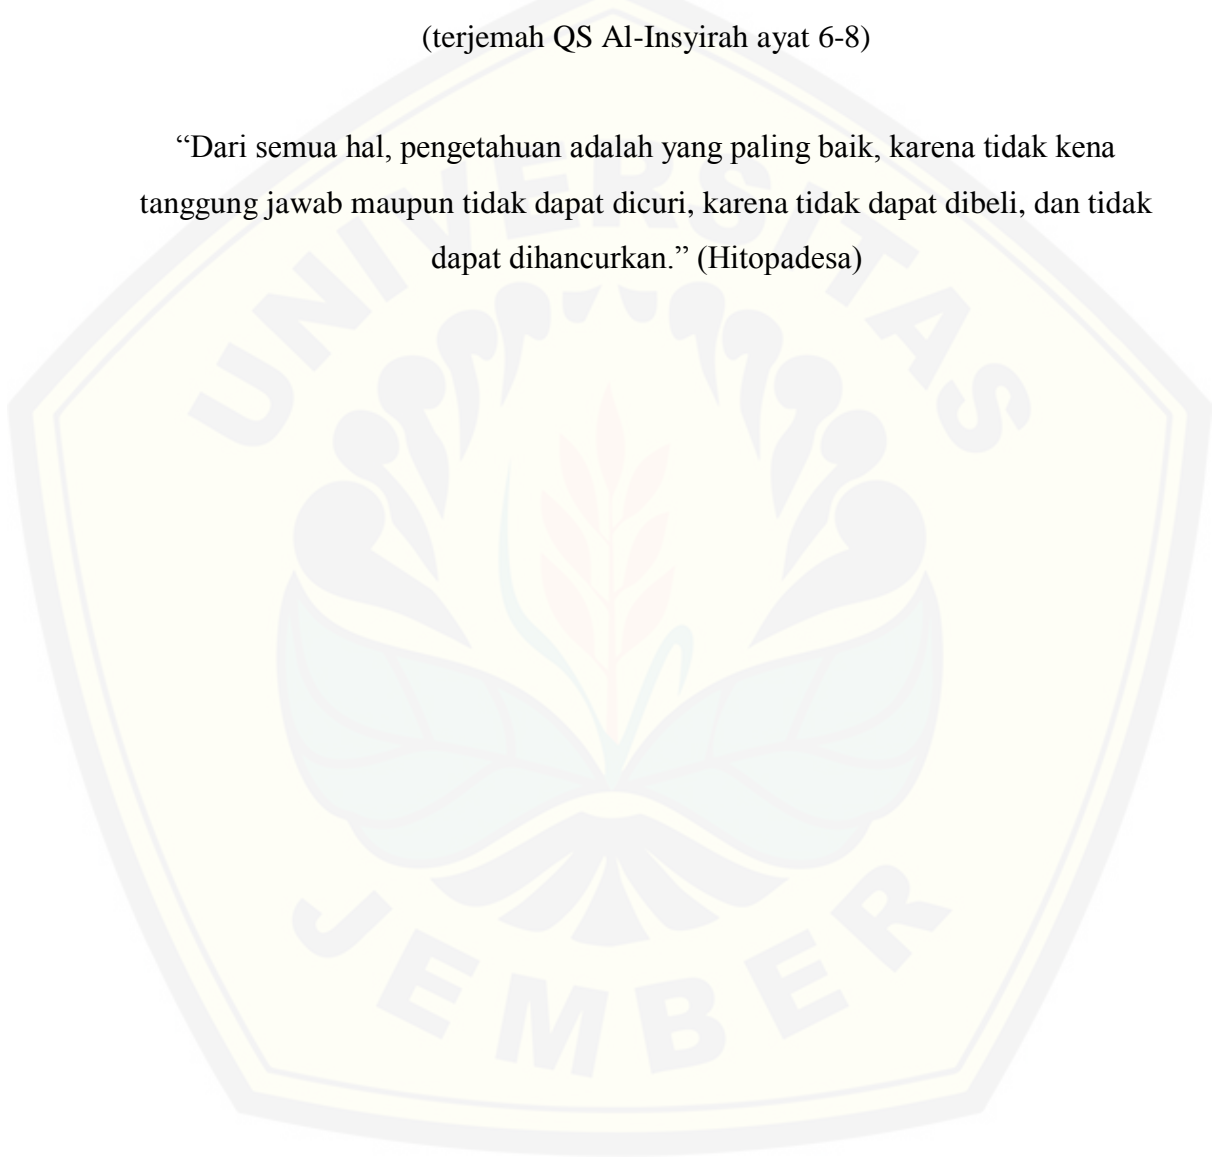 (terjemah QS Al-Insyirah ayat 6-8)
“Dari semua hal, pengetahuan adalah yang paling baik, karena tidak kena
tanggung jawab maupun tidak dapat dicuri, karena tidak dapat dibeli, dan tidak
dapat dihancurkan.” (Hitopadesa)
UNIVERSITAS
JEMBER